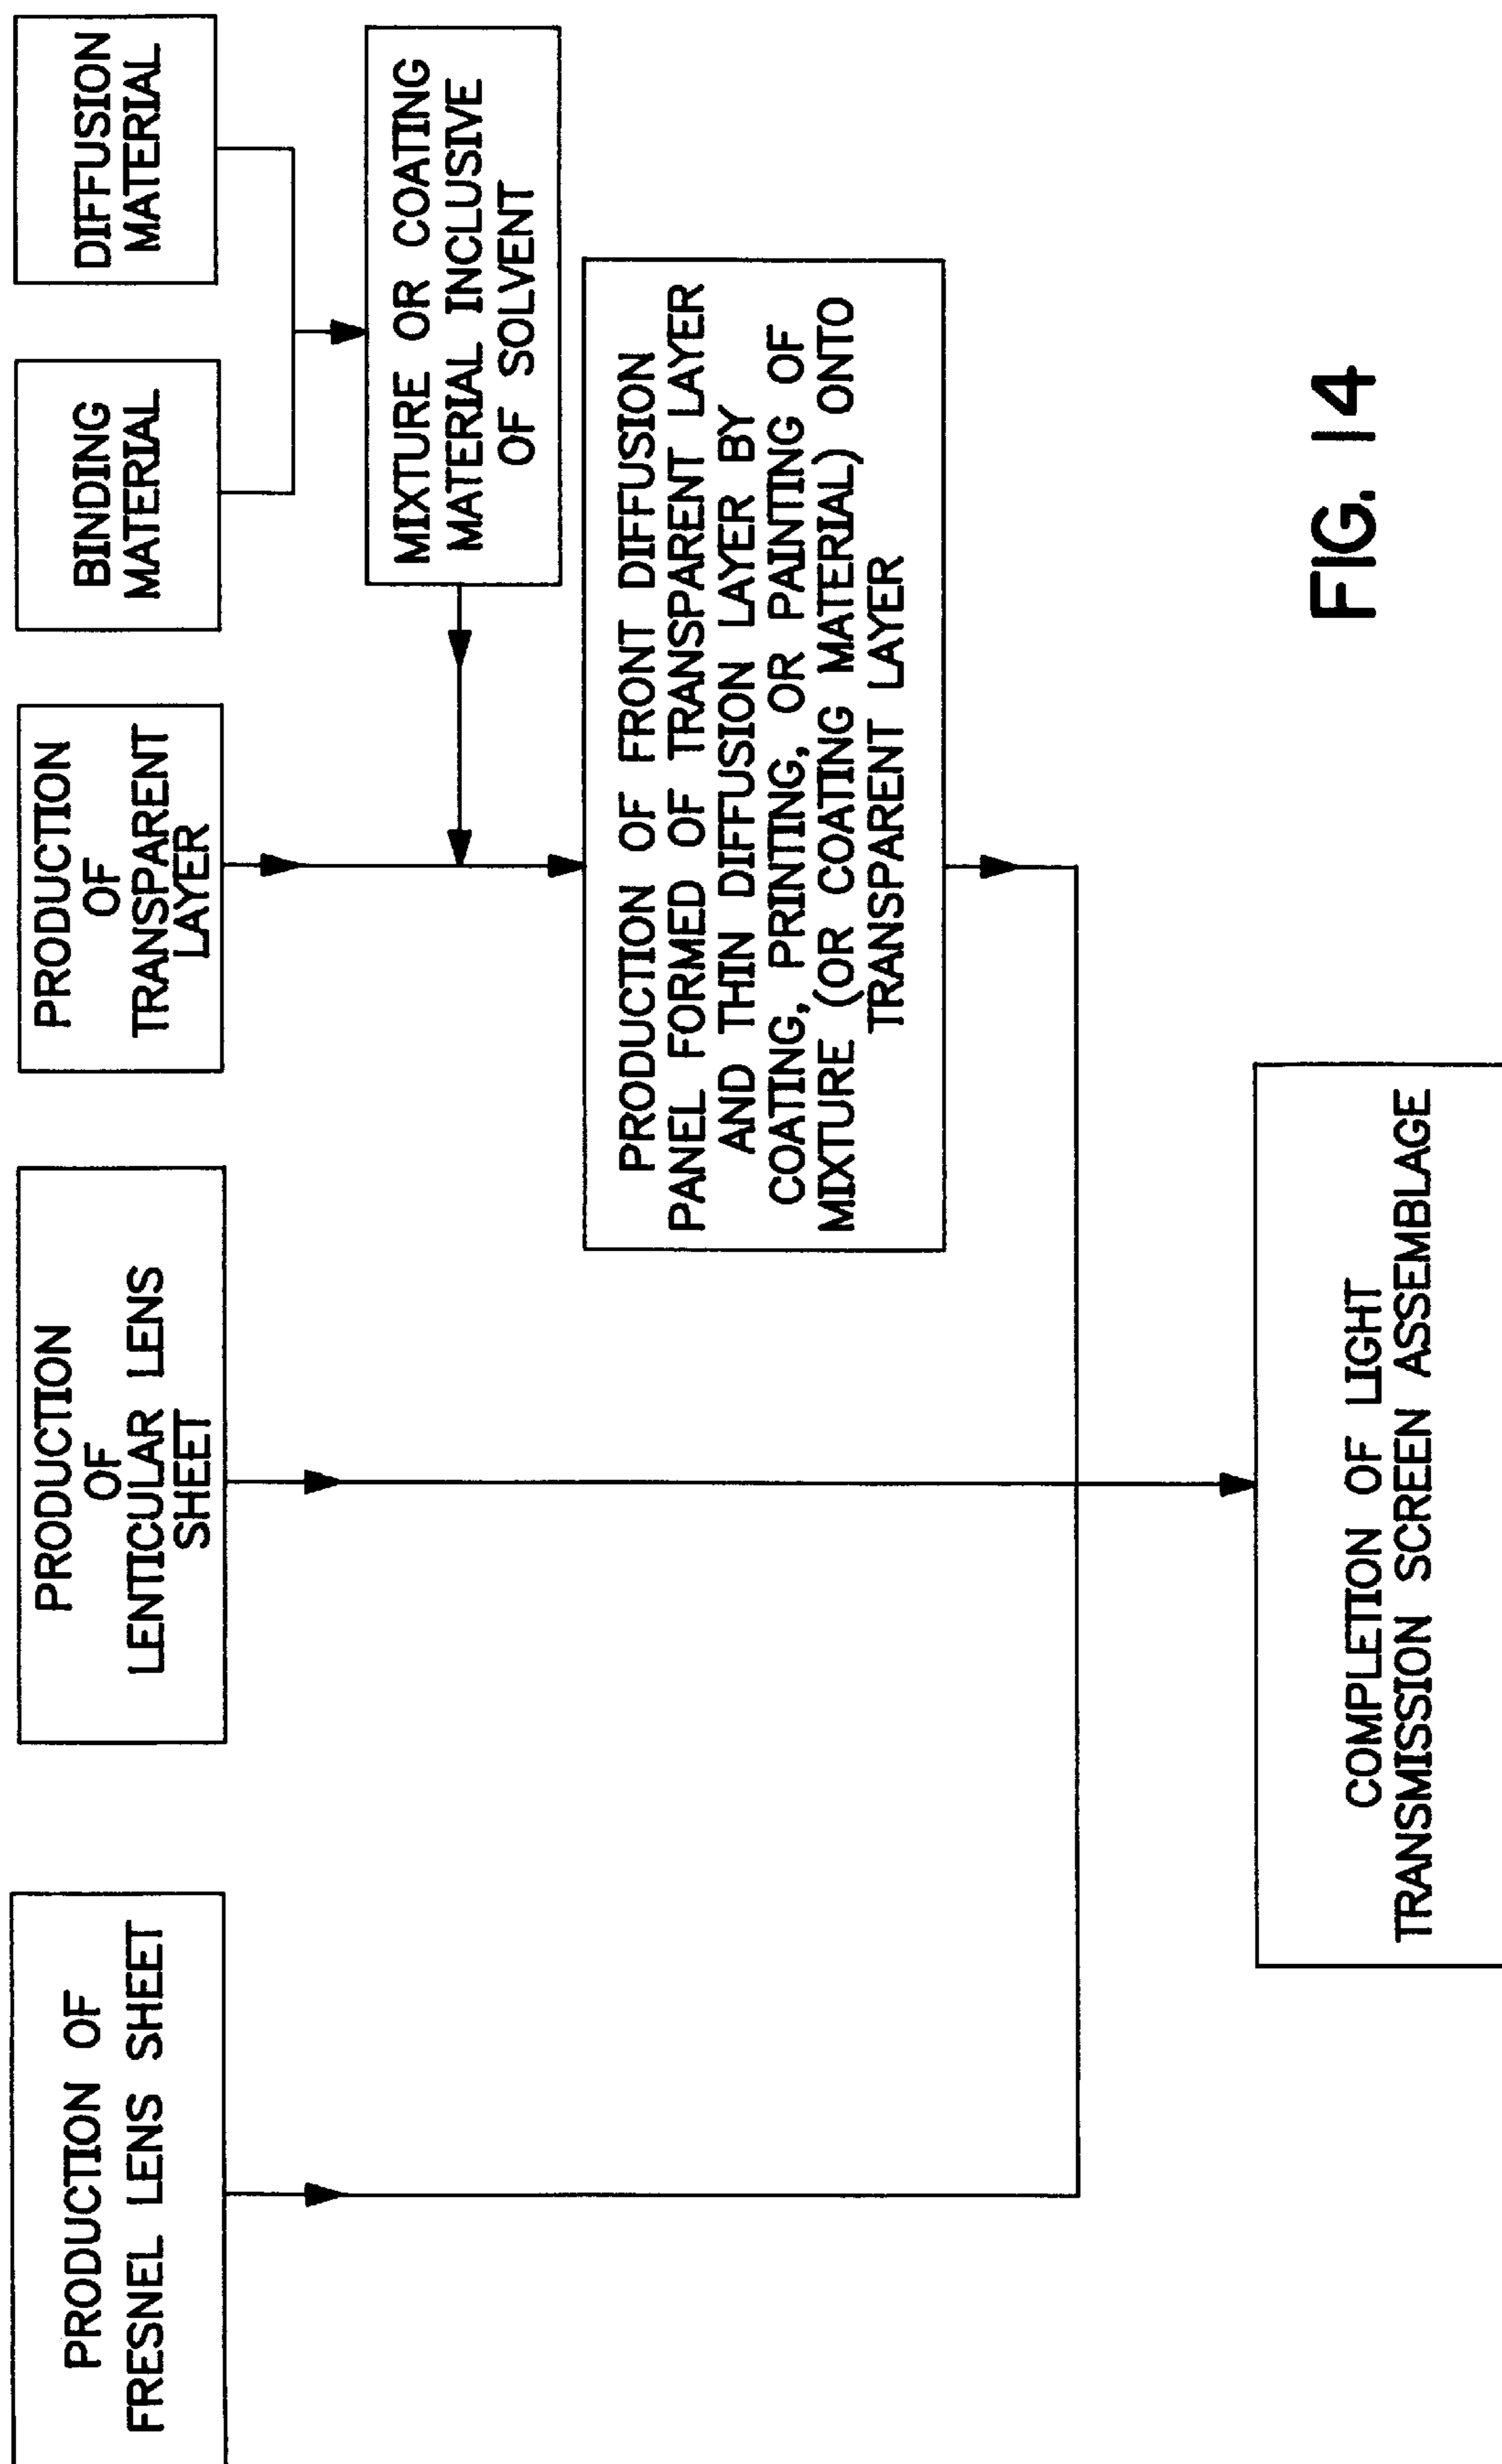 PRODUCTION OF
FRESNEL LENS SHEET
PRODUCTION
OF
LENTICULAR LENS
SHEET
PRODUCTION
OF
TRANSPARENT
LAYER
BINDING
MATERIAL
DIFFUSION
MATERIAL
MIXTURE OR COATING
MATERIAL INCLUSIVE
OF SOLVENT
PRODUCTION OF FRONT DIFFUSION
PANEL FORMED OF TRANSPARENT LAYER
AND THIN DIFFUSION LAYER BY
COATING, PRINTING, OR PAINTING OF
MIXTURE (OR COATING MATERIAL) ONTO
TRANSPARENT LAYER
COMPLETION OF LIGHT
TRANSMISSION SCREEN ASSEMBLAGE
FIG. 14